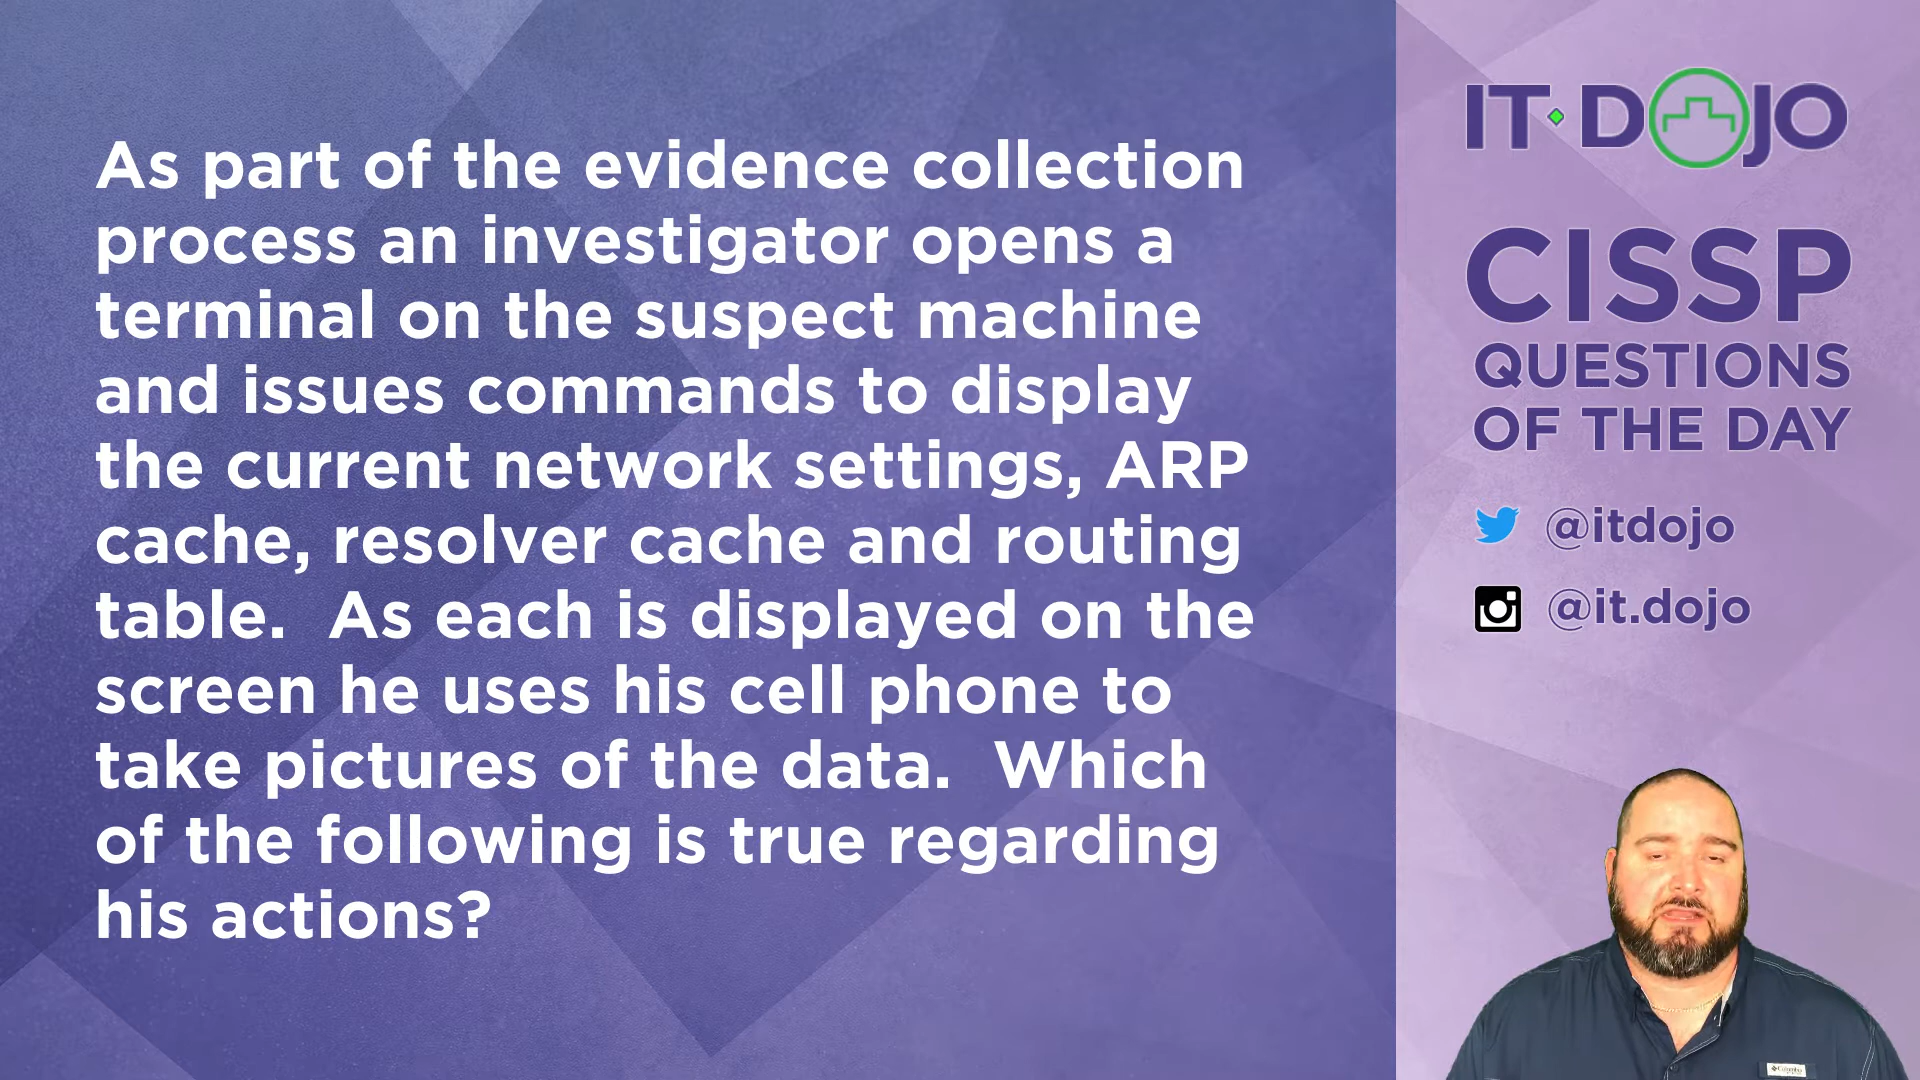 As part of the evidence collection
process an investigator opens a
terminal on the suspect machine
and issues commands to display
the current network settings, ARP
cache, resolver cache and routing
table.  As each is displayed on the
screen he uses his cell phone to
take pictures of the data.  Which
of the following is true regarding
his actions?
IT DOJO
CISSP
QUESTIONS
OF THE DAY
@itdojo
@it.dojo
Columbia